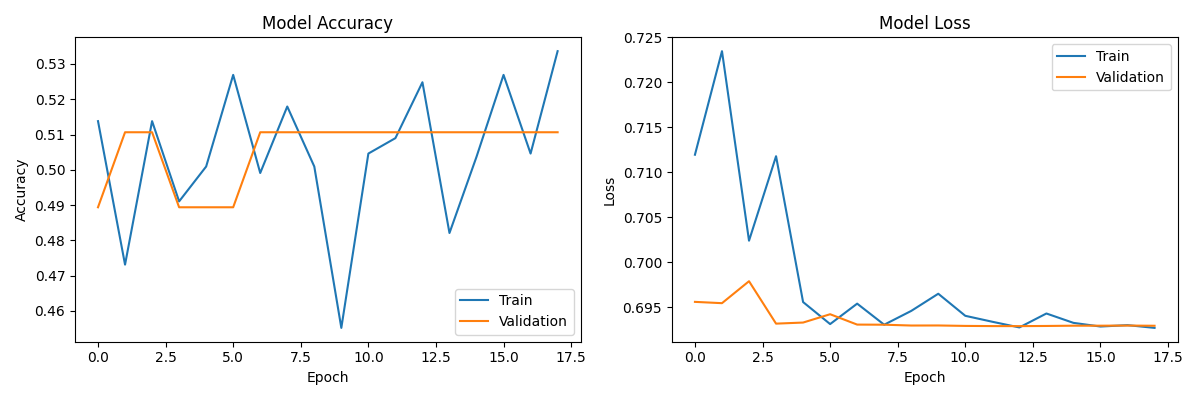 Model Accuracy
Accuracy
0.53
0.52
0.51
0.50
0.49
0.48
0.47
0.46
0.0 2.5 5.0 7.5 10.0 12.5 15.0 17.5
Epoch
Train
Validation
Model Loss
Loss
0.725
0.720
0.715
0.710
0.705
0.700
0.695
0.0 2.5 5.0 7.5 10.0 12.5 15.0 17.5
Epoch
Train
Validation